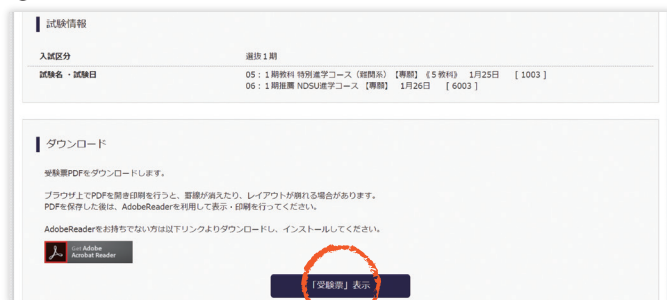 試験情報
入試区分 選抜1期
試験名・試験日 05:1期教科 特別進学コース(難関系)【専願】《5教科》 1月25日 [ 1003 ]
06:1期推薦 NDSU進学コース 【専願】 1月26日 [ 6003 ]
ダウンロード
受験票PDFをダウンロードします。
ブラウザ上でPDFを開き印刷を行うと、罫線が消えたり、レイアウトが崩れる場合があります。
PDFを保存した後は、AdobeReaderを利用して表示・印刷を行ってください。
AdobeReaderをお持ちでない方は以下リンクよりダウンロードし、インストールしてください。
Get Adobe
Acrobat Reader
「受験票」表示